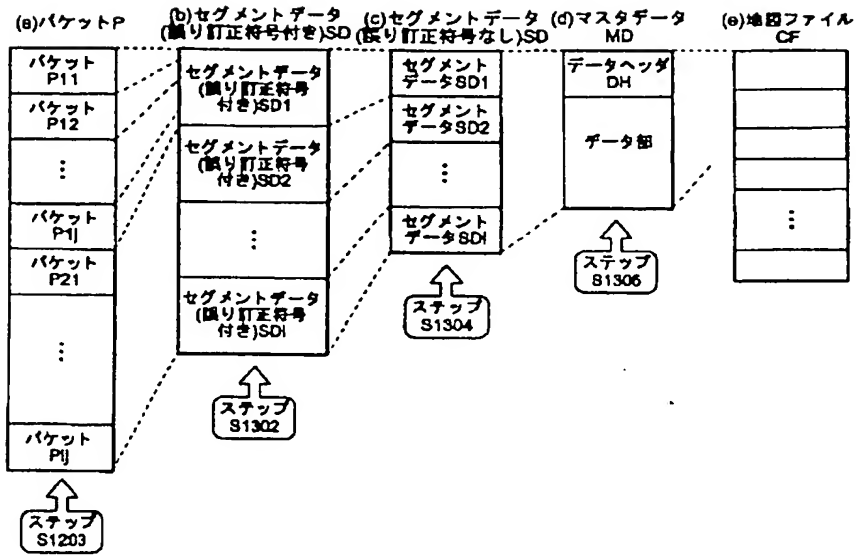 (a)パケットP
(b)セグメントデータ
(誤り訂正符号付き)SD
(c)セグメントデータ
(誤り訂正符号なし)SD
(d)マスタデータ
MD
(e)地図ファイル
CF
パケット
P11
パケット
P12
⋮
パケット
P1j
パケット
P21
⋮
パケット
Pij
ステップ
S1203
セグメントデータ
(誤り訂正符号
付き)SD1
セグメントデータ
(誤り訂正符号
付き)SD2
⋮
セグメントデータ
(誤り訂正符号
付き)SDi
ステップ
S1302
セグメント
データSD1
セグメント
データSD2
⋮
セグメント
データSDi
ステップ
S1304
データヘッダ
DH
データ部
ステップ
S1306
⋮